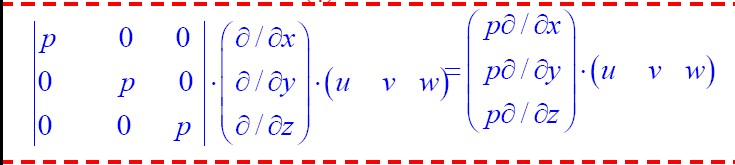 |p 0 0| (∂/∂x) (p∂/∂x)
|0 p 0| · (∂/∂y) · (u v w) = (p∂/∂y) · (u v w)
|0 0 p| (∂/∂z) (p∂/∂z)